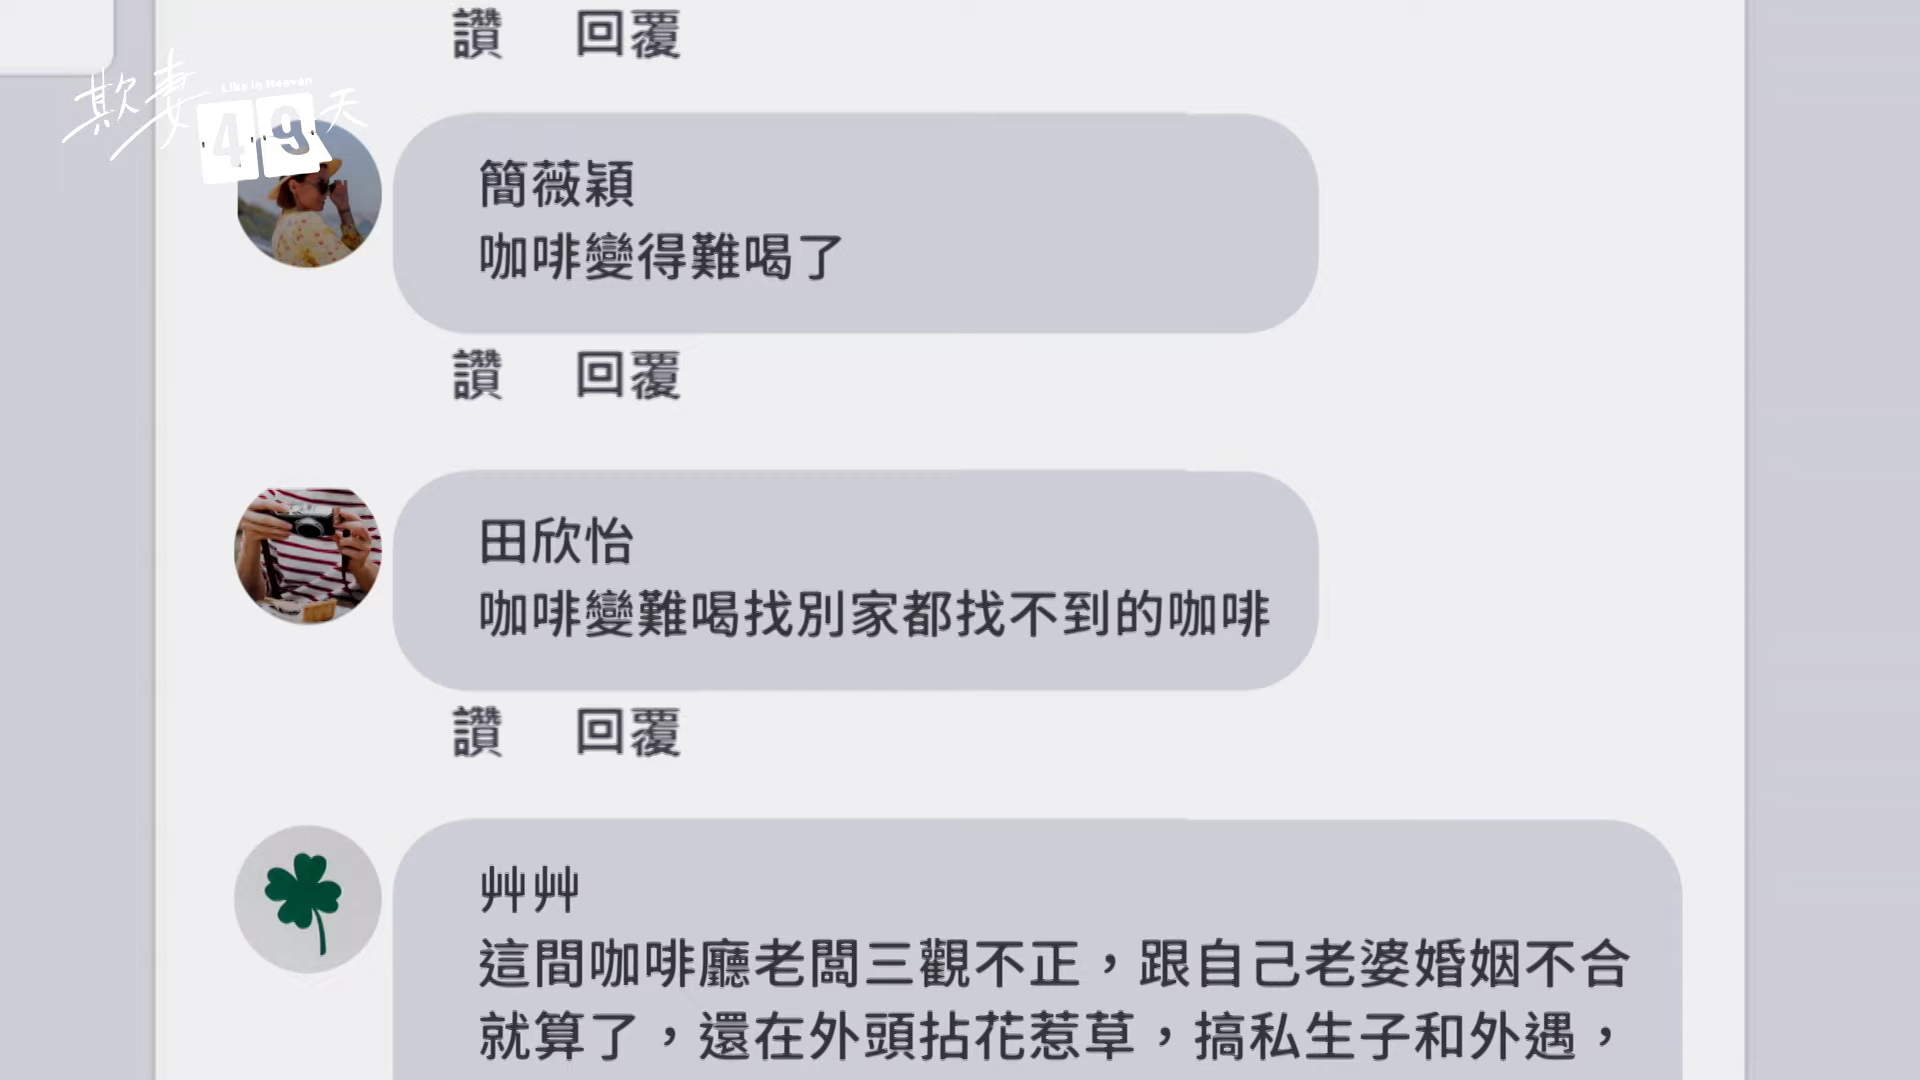 讚 回覆
欺妻
Like in Heaven
49天
簡薇穎
咖啡變得難喝了
讚 回覆
田欣怡
咖啡變難喝找別家都找不到的咖啡
讚 回覆
艸艸
這間咖啡廳老闆三觀不正，跟自己老婆婚姻不合
就算了，還在外頭拈花惹草，搞私生子和外遇，